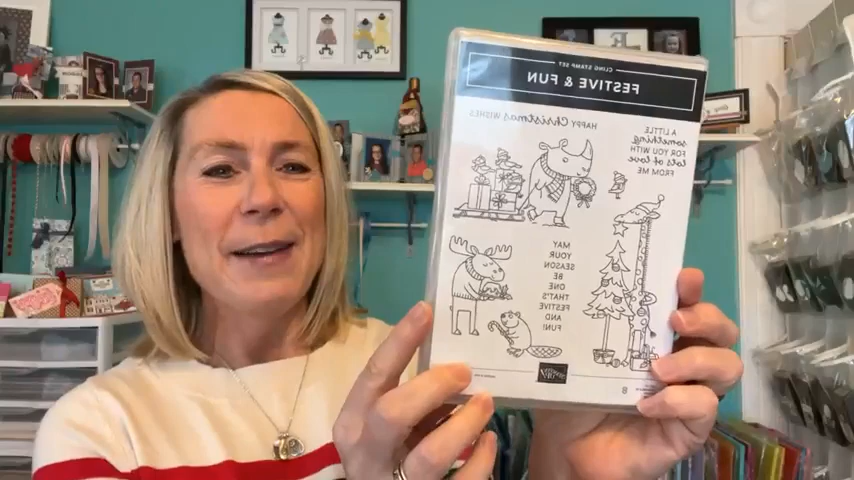 CLING STAMP SET
FESTIVE & FUN
HAPPY Christmas WISHES
A LITTLE
something
FOR YOU WITH
lots of love
FROM ME
MAY
YOUR
SEASON
BE
ONE
THAT'S
FESTIVE
AND
FUN!
8